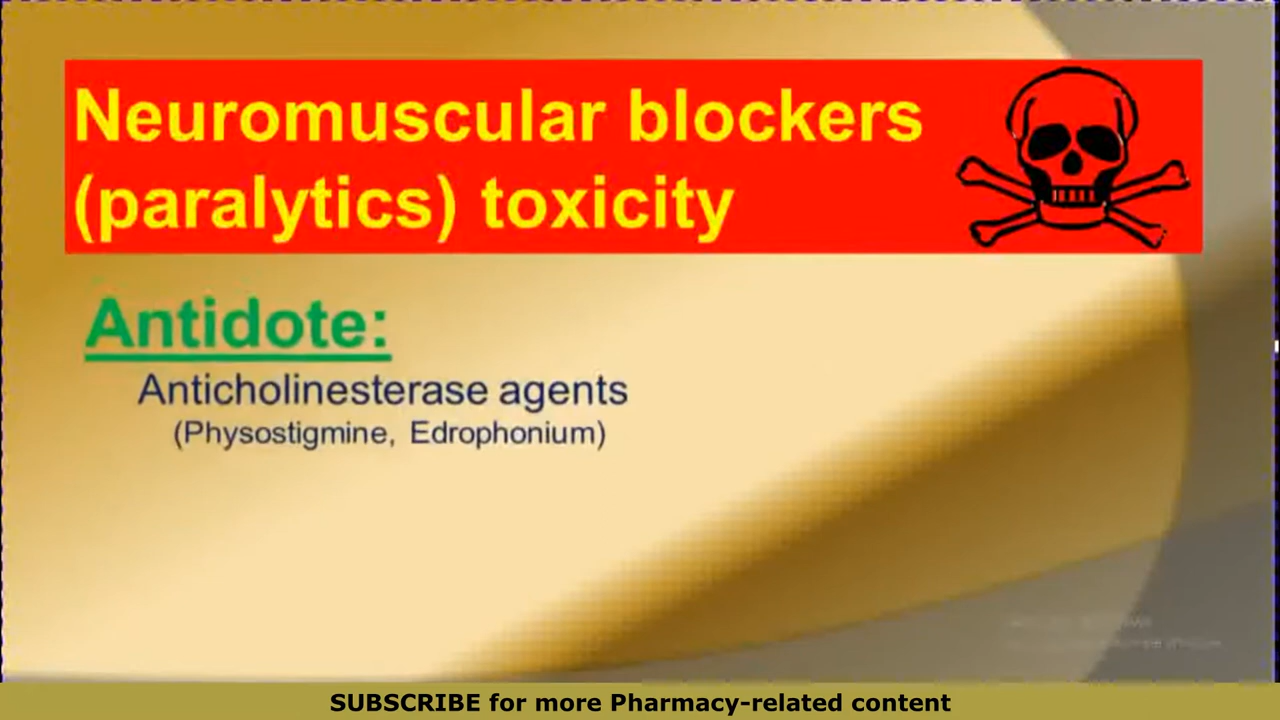 Neuromuscular blockers
(paralytics) toxicity
Antidote:
Anticholinesterase agents
(Physostigmine, Edrophonium)
SUBSCRIBE for more Pharmacy-related content